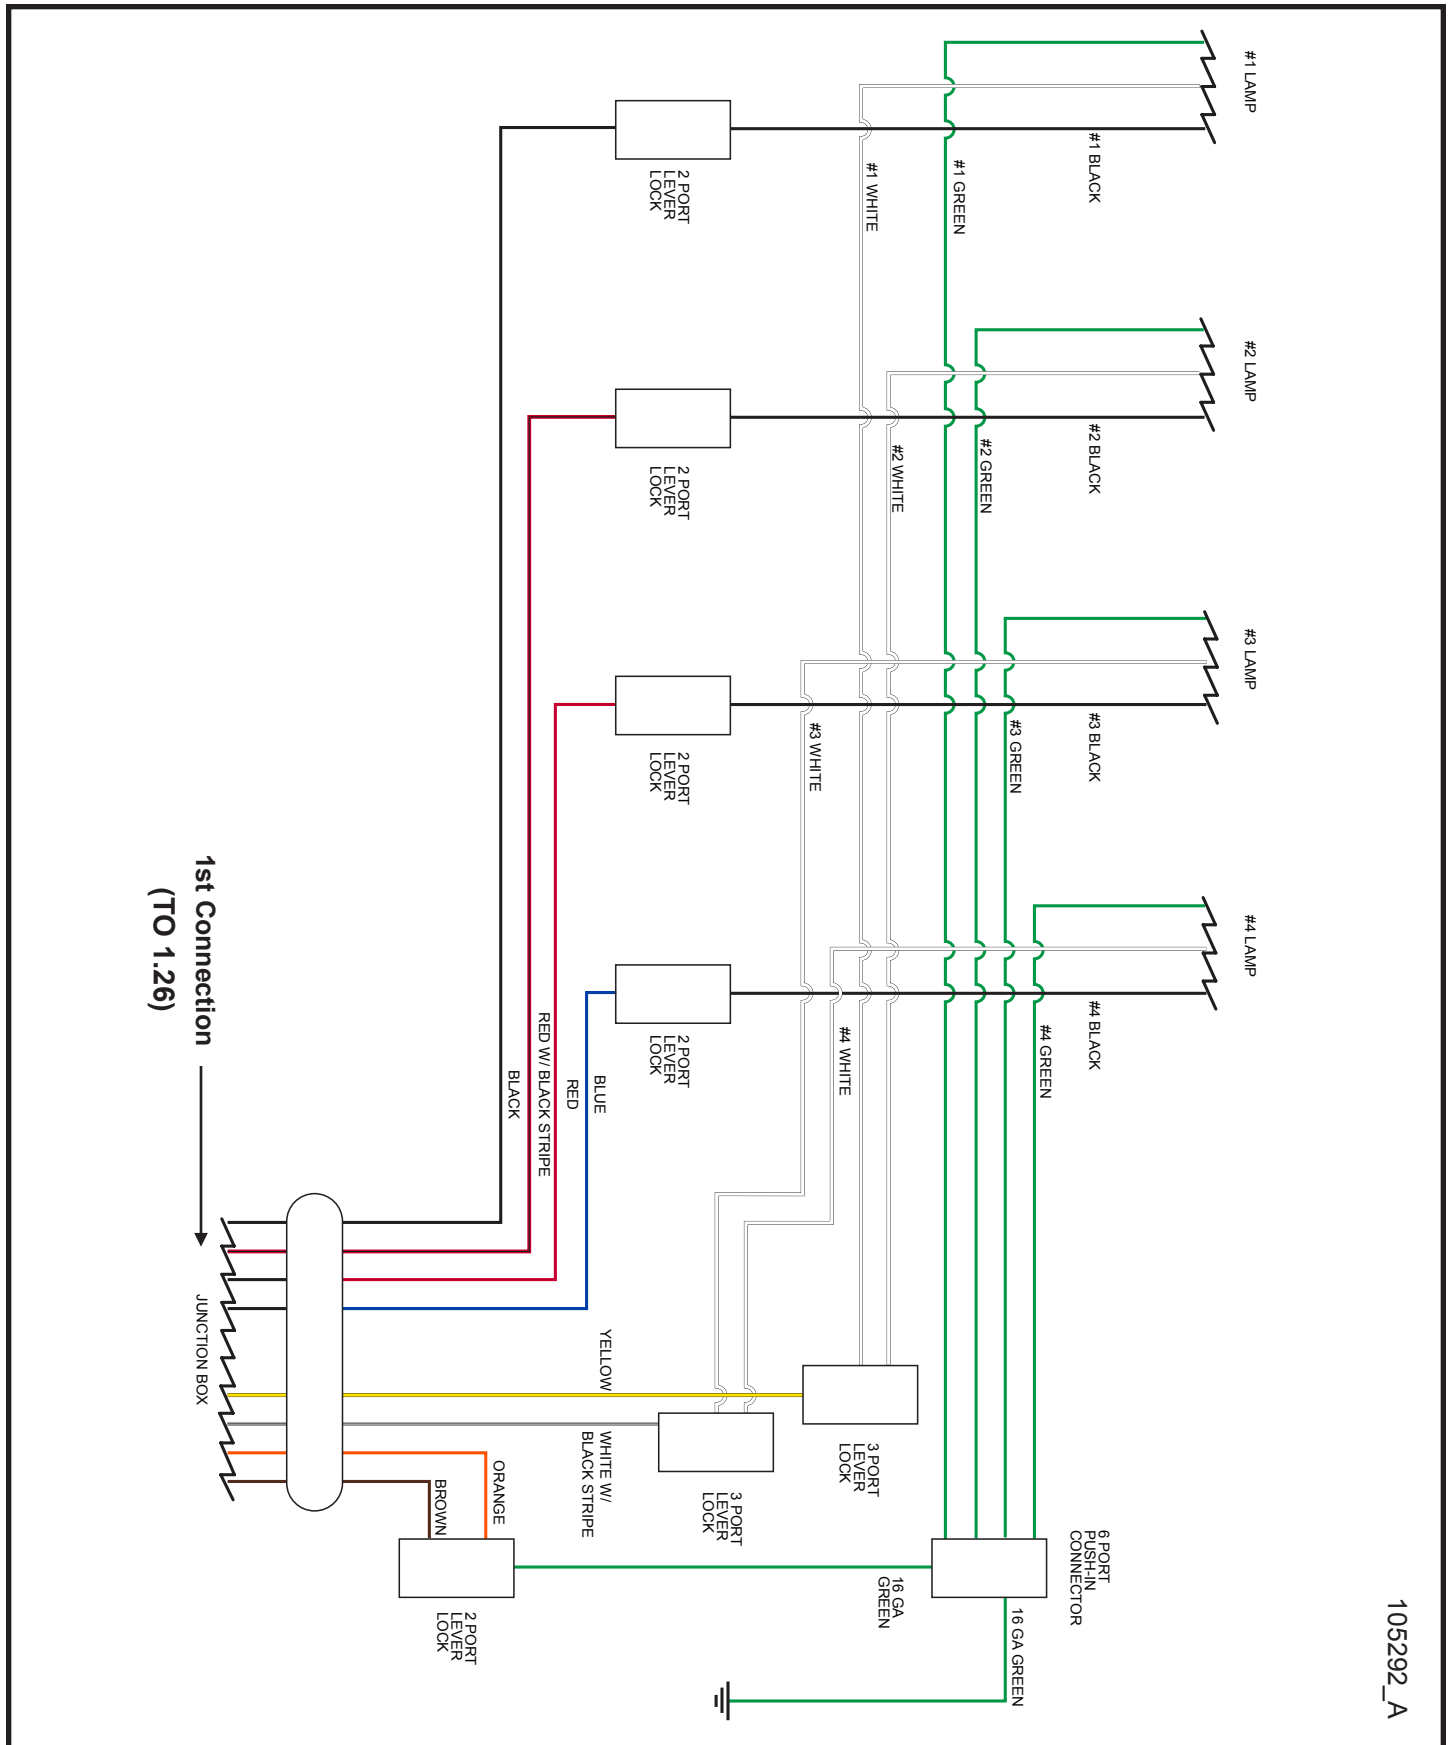 105292_A
#1 LAMP
#2 LAMP
#3 LAMP
#4 LAMP
#1 BLACK
#2 BLACK
#3 BLACK
#4 BLACK
#1 GREEN
#2 GREEN
#3 GREEN
#4 GREEN
#1 WHITE
#2 WHITE
#3 WHITE
#4 WHITE
2 PORT
LEVER
LOCK
2 PORT
LEVER
LOCK
2 PORT
LEVER
LOCK
2 PORT
LEVER
LOCK
BLUE
RED
RED W/ BLACK STRIPE
BLACK
YELLOW
WHITE W/
BLACK STRIPE
ORANGE
BROWN
6 PORT
PUSH-IN
CONNECTOR
16 GA GREEN
16 GA
GREEN
3 PORT
LEVER
LOCK
3 PORT
LEVER
LOCK
2 PORT
LEVER
LOCK
1st Connection
(TO 1.26)
JUNCTION BOX